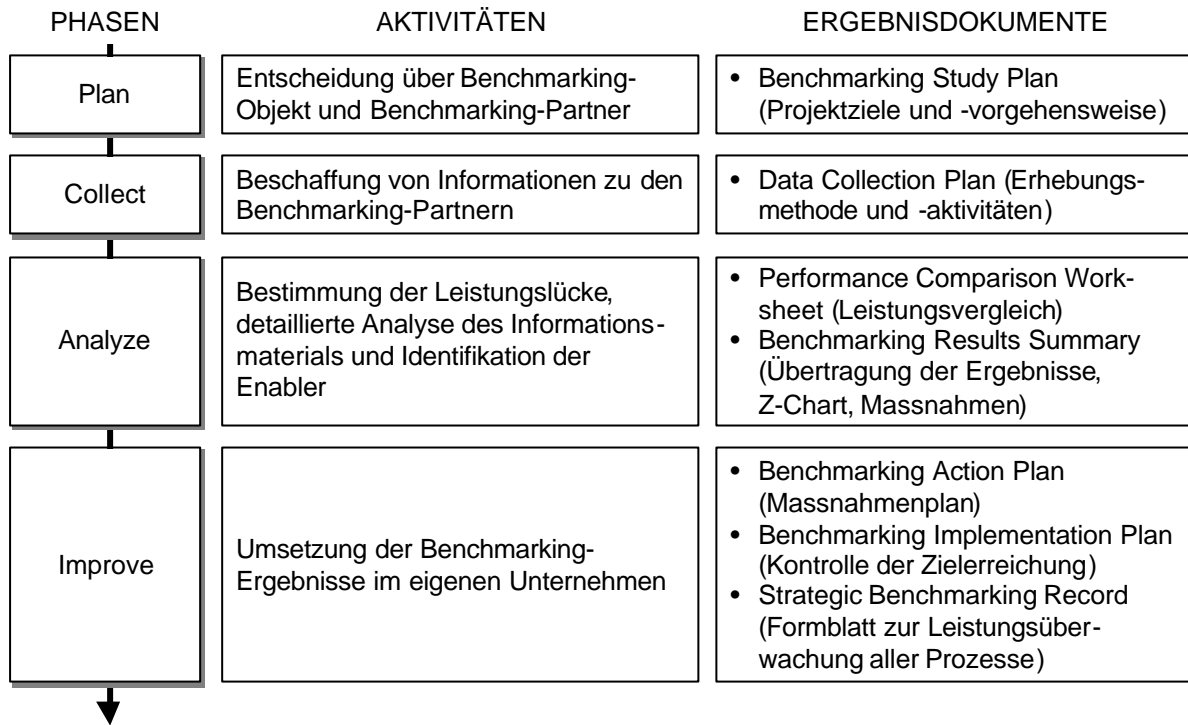 PHASEN
AKTIVITÄTEN
ERGEBNISDOKUMENTE
Plan
Entscheidung über Benchmarking-
Objekt und Benchmarking-Partner
• Benchmarking Study Plan
(Projektziele und -vorgehensweise)
Collect
Beschaffung von Informationen zu den
Benchmarking-Partnern
• Data Collection Plan (Erhebungs-
methode und -aktivitäten)
Analyze
Bestimmung der Leistungslücke,
detaillierte Analyse des Informations-
materials und Identifikation der
Enabler
• Performance Comparison Work-
sheet (Leistungsvergleich)
• Benchmarking Results Summary
(Übertragung der Ergebnisse,
Z-Chart, Massnahmen)
Improve
Umsetzung der Benchmarking-
Ergebnisse im eigenen Unternehmen
• Benchmarking Action Plan
(Massnahmenplan)
• Benchmarking Implementation Plan
(Kontrolle der Zielerreichung)
• Strategic Benchmarking Record
(Formblatt zur Leistungsüber-
wachung aller Prozesse)